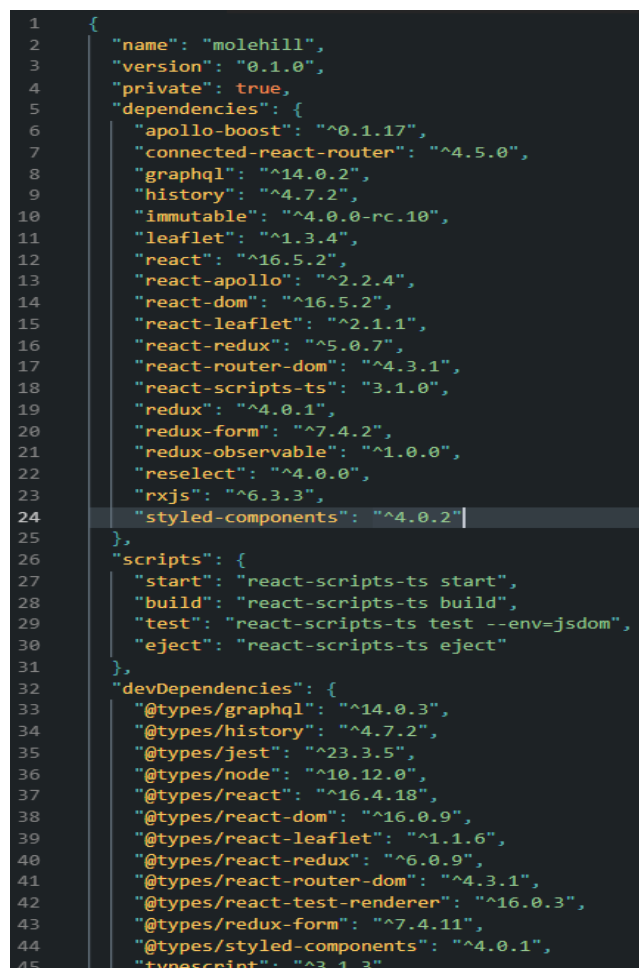 1 {
2 "name": "molehill",
3 "version": "0.1.0",
4 "private": true,
5 "dependencies": {
6 "apollo-boost": "^0.1.17",
7 "connected-react-router": "^4.5.0",
8 "graphql": "^14.0.2",
9 "history": "^4.7.2",
10 "immutable": "^4.0.0-rc.10",
11 "leaflet": "^1.3.4",
12 "react": "^16.5.2",
13 "react-apollo": "^2.2.4",
14 "react-dom": "^16.5.2",
15 "react-leaflet": "^2.1.1",
16 "react-redux": "^5.0.7",
17 "react-router-dom": "^4.3.1",
18 "react-scripts-ts": "3.1.0",
19 "redux": "^4.0.1",
20 "redux-form": "^7.4.2",
21 "redux-observable": "^1.0.0",
22 "reselect": "^4.0.0",
23 "rxjs": "^6.3.3",
24 "styled-components": "^4.0.2"
25 },
26 "scripts": {
27 "start": "react-scripts-ts start",
28 "build": "react-scripts-ts build",
29 "test": "react-scripts-ts test --env=jsdom",
30 "eject": "react-scripts-ts eject"
31 },
32 "devDependencies": {
33 "@types/graphql": "^14.0.3",
34 "@types/history": "^4.7.2",
35 "@types/jest": "^23.3.5",
36 "@types/node": "^10.12.0",
37 "@types/react": "^16.4.18",
38 "@types/react-dom": "^16.0.9",
39 "@types/react-leaflet": "^1.1.6",
40 "@types/react-redux": "^6.0.9",
41 "@types/react-router-dom": "^4.3.1",
42 "@types/react-test-renderer": "^16.0.3",
43 "@types/redux-form": "^7.4.11",
44 "@types/styled-components": "^4.0.1",
45 "typescript": "^3.1.3"